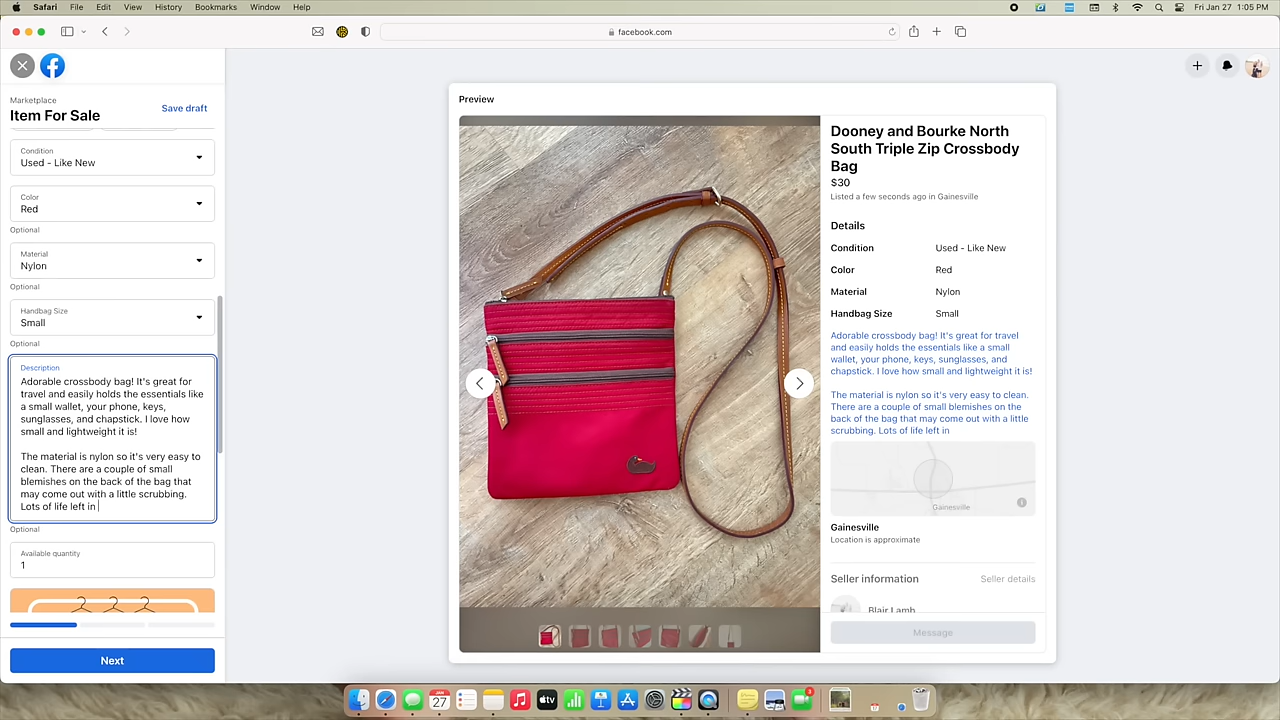 Safari File Edit View History Bookmarks Window Help Fri Jan 27 1:05 PM
facebook.com
Marketplace
Item For Sale
Save draft
Condition
Used - Like New
Color
Red
Optional
Material
Nylon
Optional
Handbag Size
Small
Optional
Description
Adorable crossbody bag! It's great for
travel and easily holds the essentials like
a small wallet, your phone, keys,
sunglasses, and chapstick. I love how
small and lightweight it is!
The material is nylon so it's very easy to
clean. There are a couple of small
blemishes on the back of the bag that
may come out with a little scrubbing.
Lots of life left in
Optional
Available quantity
1
Next
Preview
Dooney and Bourke North
South Triple Zip Crossbody
Bag
$30
Listed a few seconds ago in Gainesville
Details
Condition Used - Like New
Color Red
Material Nylon
Handbag Size Small
Adorable crossbody bag! It's great for travel
and easily holds the essentials like a small
wallet, your phone, keys, sunglasses, and
chapstick. I love how small and lightweight it is!
The material is nylon so it's very easy to clean.
There are a couple of small blemishes on the
back of the bag that may come out with a little
scrubbing. Lots of life left in
Gainesville
Gainesville
Location is approximate
Seller information
Seller details
Blair Lamb
Message
JAN
27
tv
3